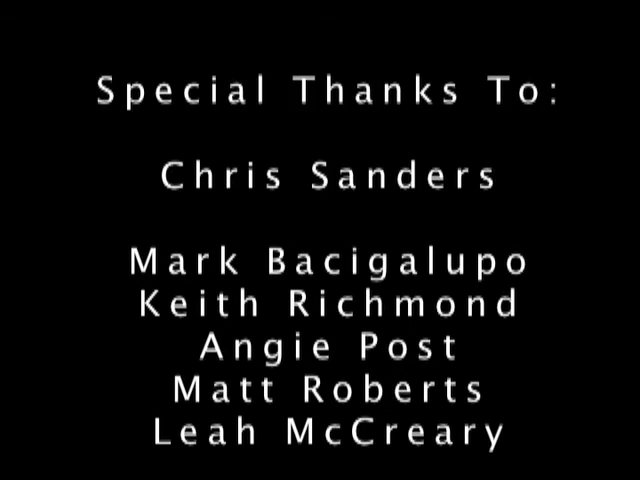 Special Thanks To:
Chris Sanders
Mark Bacigalupo
Keith Richmond
Angie Post
Matt Roberts
Leah McCreary